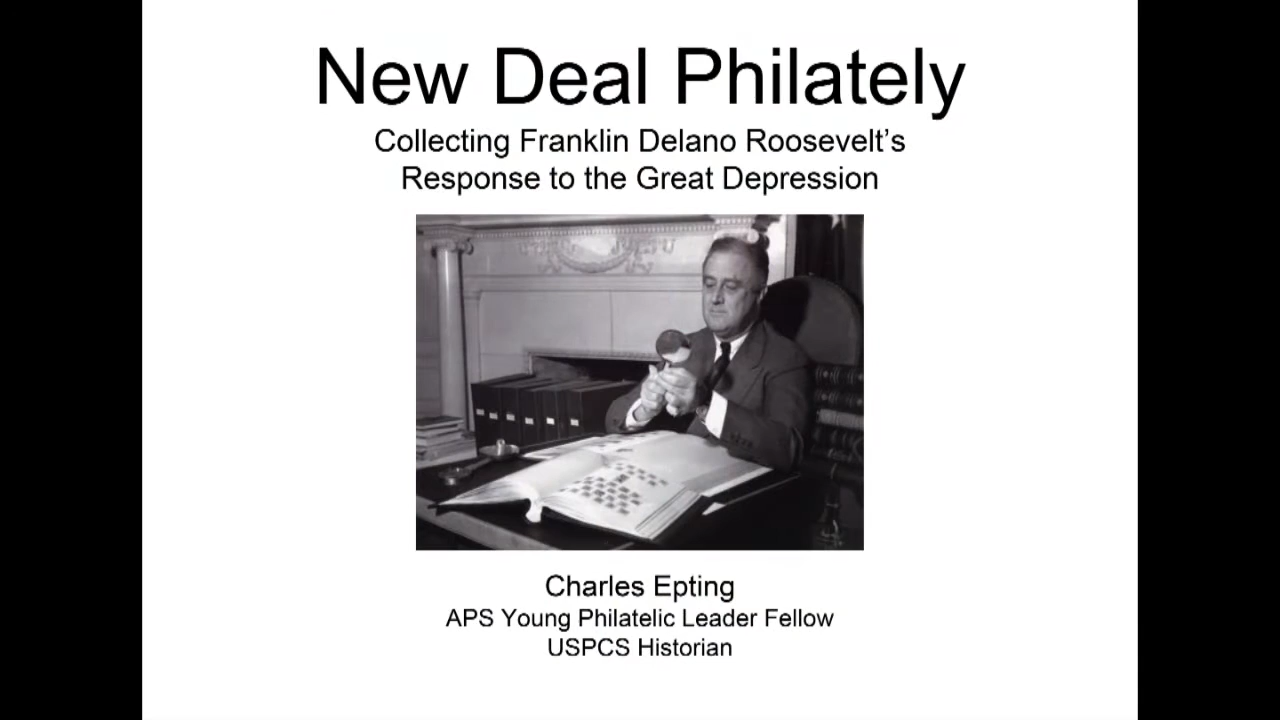 New Deal Philately
Collecting Franklin Delano Roosevelt’s
Response to the Great Depression
Charles Epting
APS Young Philatelic Leader Fellow
USPCS Historian